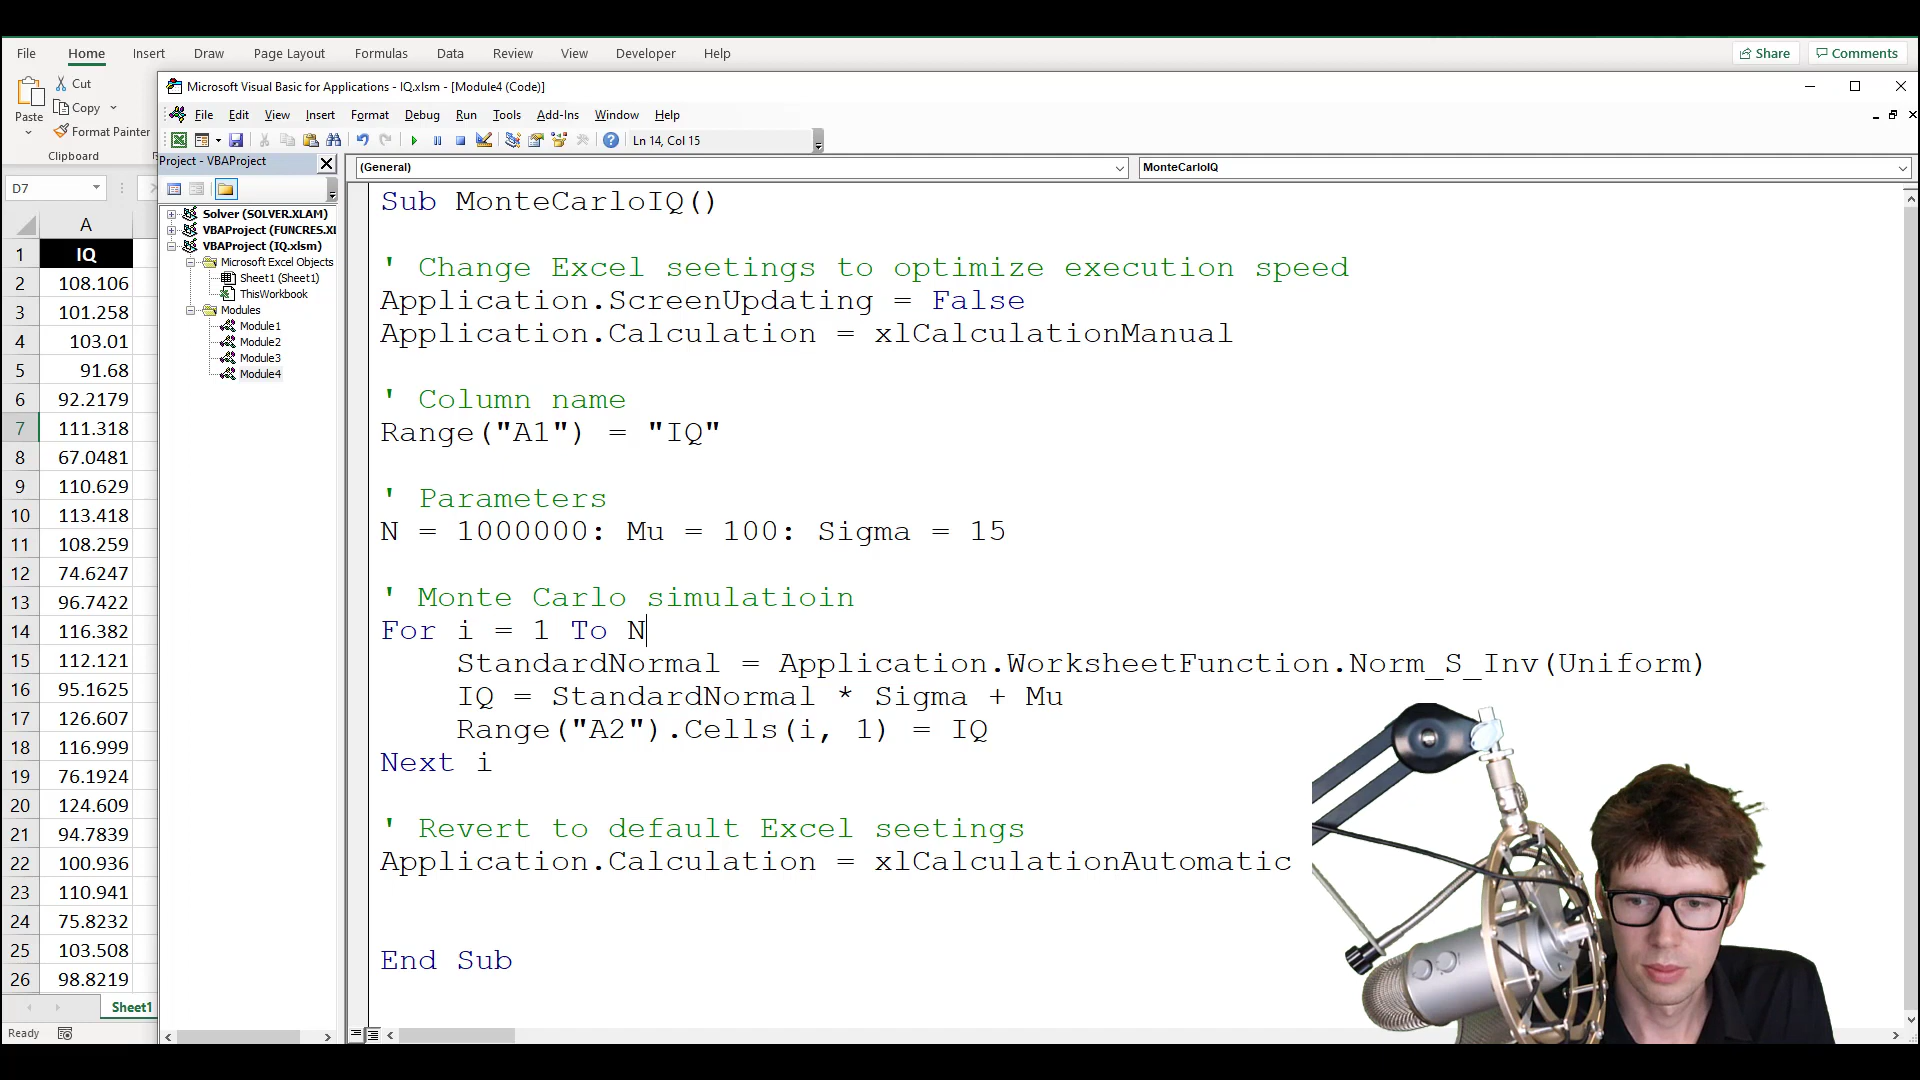 File Home Insert Draw Page Layout Formulas Data Review View Developer Help Share Comments
Cut
Copy
Paste
Format Painter
Clipboard
Microsoft Visual Basic for Applications - IQ.xlsm - [Module4 (Code)]
File Edit View Insert Format Debug Run Tools Add-Ins Window Help
Ln 14, Col 15
Project - VBAProject
(General)
MonteCarloIQ
D7
Solver (SOLVER.XLAM)
VBAProject (FUNCRES.XL
VBAProject (IQ.xlsm)
Microsoft Excel Objects
Sheet1 (Sheet1)
ThisWorkbook
Modules
Module1
Module2
Module3
Module4
A
1 IQ
2 108.106
3 101.258
4 103.01
5 91.68
6 92.2179
7 111.318
8 67.0481
9 110.629
10 113.418
11 108.259
12 74.6247
13 96.7422
14 116.382
15 112.121
16 95.1625
17 126.607
18 116.999
19 76.1924
20 124.609
21 94.7839
22 100.936
23 110.941
24 75.8232
25 103.508
26 98.8219
Sheet1
Ready
Sub MonteCarloIQ()
' Change Excel seetings to optimize execution speed
Application.ScreenUpdating = False
Application.Calculation = xlCalculationManual
' Column name
Range("A1") = "IQ"
' Parameters
N = 1000000: Mu = 100: Sigma = 15
' Monte Carlo simulatioin
For i = 1 To N
StandardNormal = Application.WorksheetFunction.Norm_S_Inv(Uniform)
IQ = StandardNormal * Sigma + Mu
Range("A2").Cells(i, 1) = IQ
Next i
' Revert to default Excel seetings
Application.Calculation = xlCalculationAutomatic
End Sub